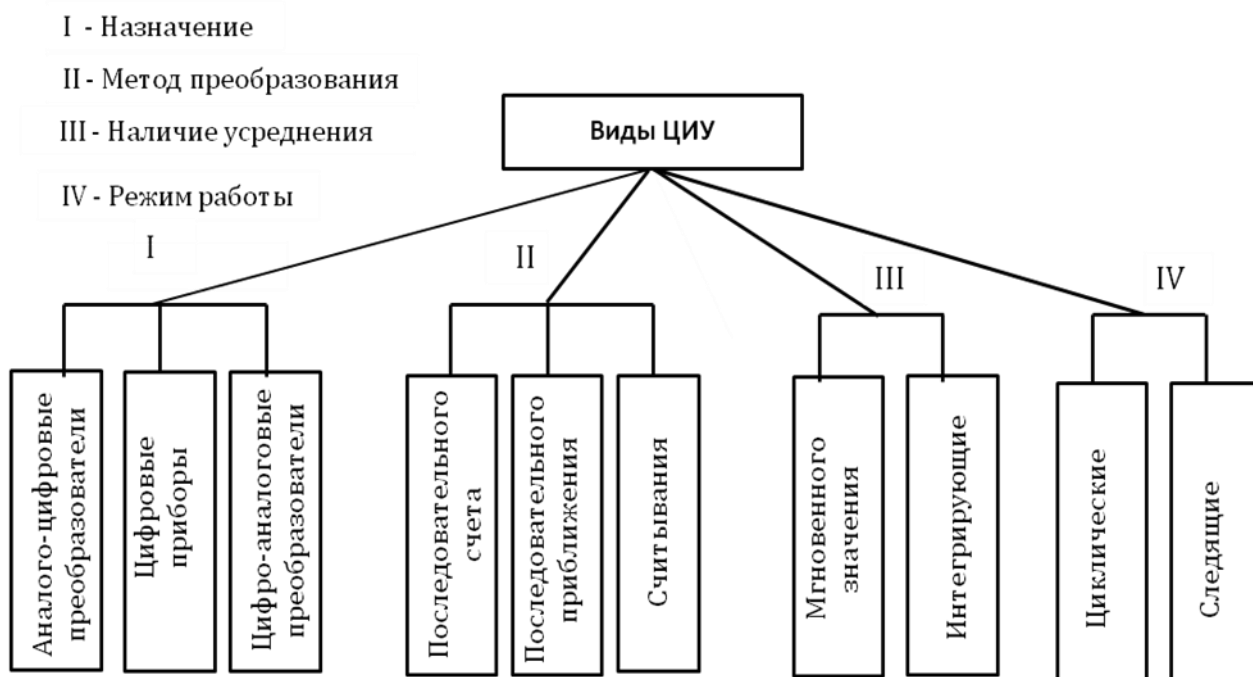 I - Назначение
II - Метод преобразования
III - Наличие усреднения
IV - Режим работы
Виды ЦИУ
I
II
III
IV
Аналого-цифровые
преобразователи
Цифровые
приборы
Цифро-аналоговые
преобразователи
Последовательного
счета
Последовательного
приближения
Считывания
Мгновенного
значения
Интегрирующие
Циклические
Следящие